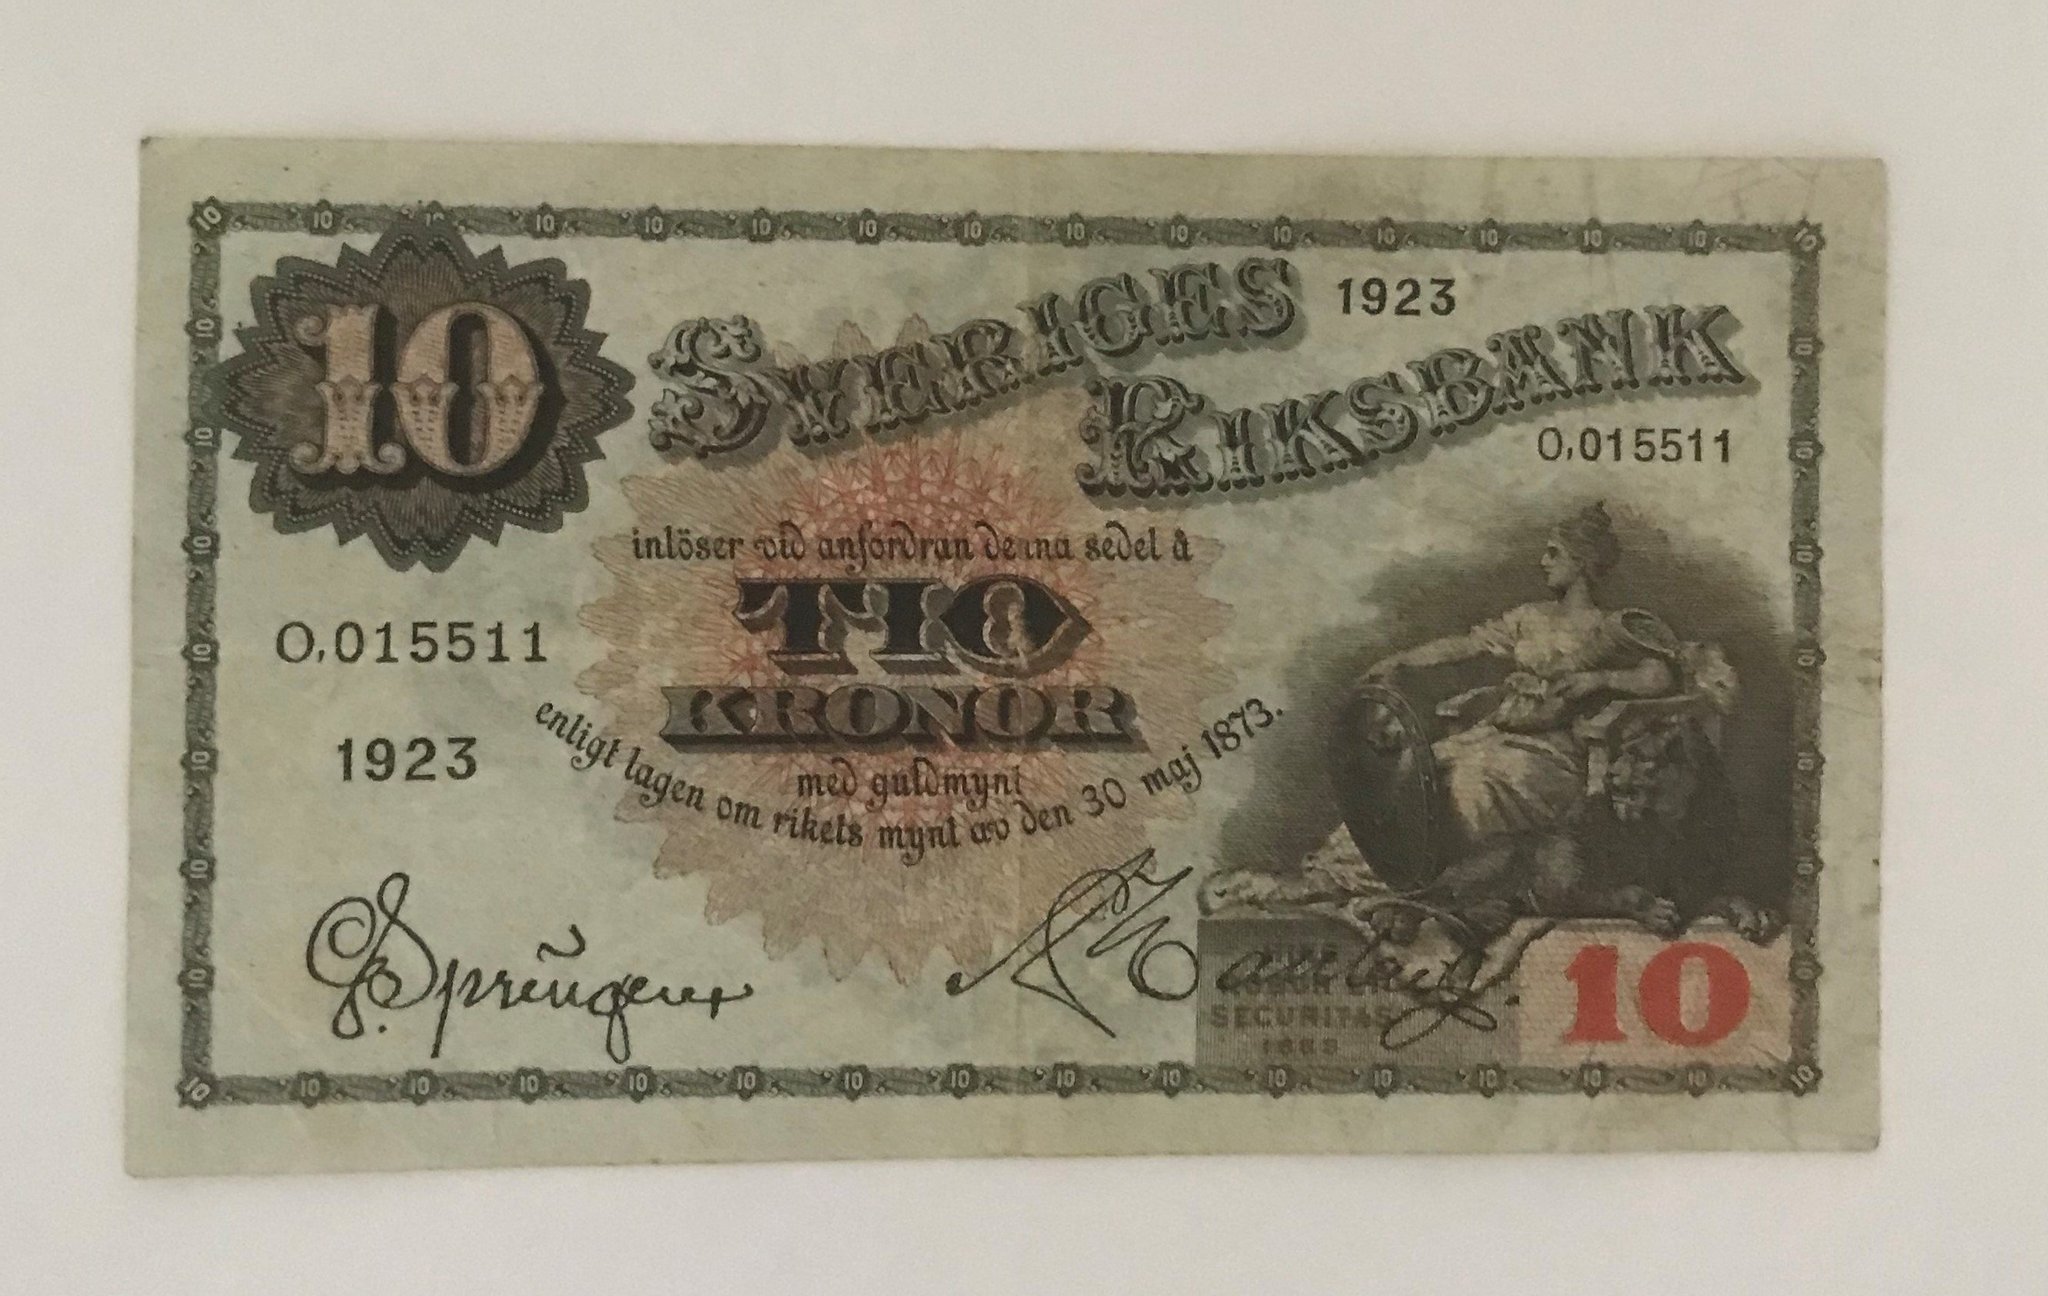 10
SVERIGES 1923
RIKSBANK
O,015511
inlöser vid anfordran denna sedel å
TIO
KRONOR
med guldmynt
enligt lagen om rikets mynt av den 30 maj 1873.
O,015511
1923
SECURITAS
10